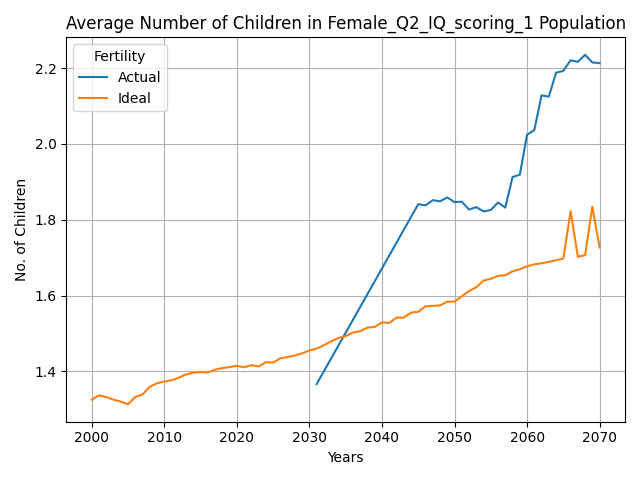 Average Number of Children in Female_Q2_IQ_scoring_1 Population
Fertility
Actual
Ideal
No. of Children
2.2
2.0
1.8
1.6
1.4
2000
2010
2020
2030
2040
2050
2060
2070
Years